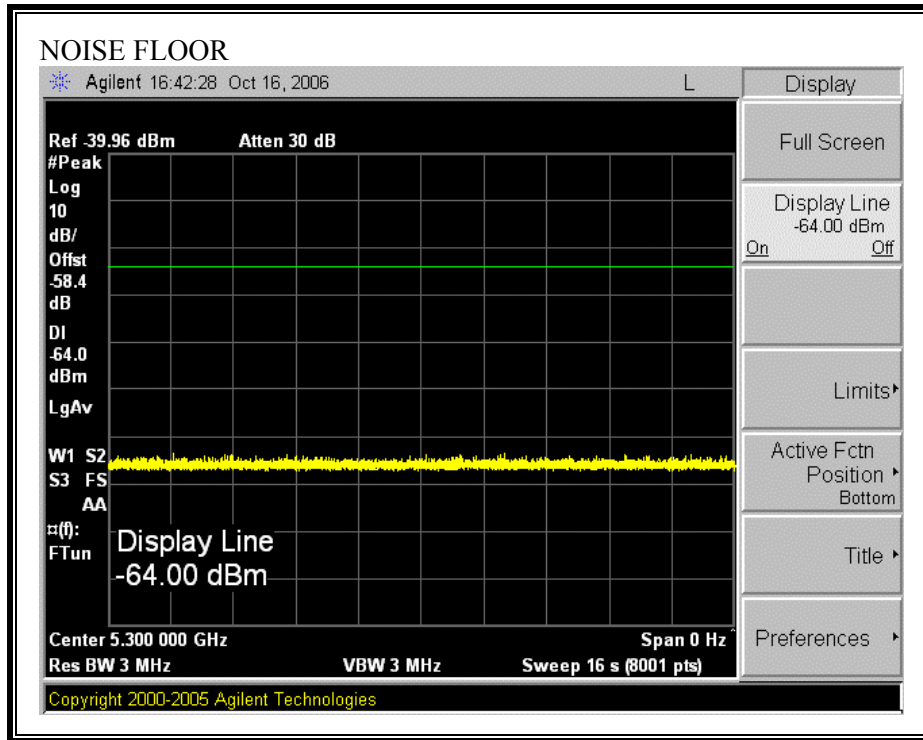 NOISE FLOOR
Agilent 16:42:28 Oct 16, 2006 L
Display
Ref -39.96 dBm Atten 30 dB
#Peak
Log
10
dB/
Offst
-58.4
dB
DI
-64.0
dBm
LgAv
W1 S2
S3 FS
AA
¤(f):
FTun
Display Line
-64.00 dBm
Center 5.300 000 GHz Span 0 Hz^
Res BW 3 MHz VBW 3 MHz Sweep 16 s (8001 pts)
Copyright 2000-2005 Agilent Technologies
Full Screen
Display Line
-64.00 dBm
On Off
Limits
Active Fctn
Position
Bottom
Title
Preferences